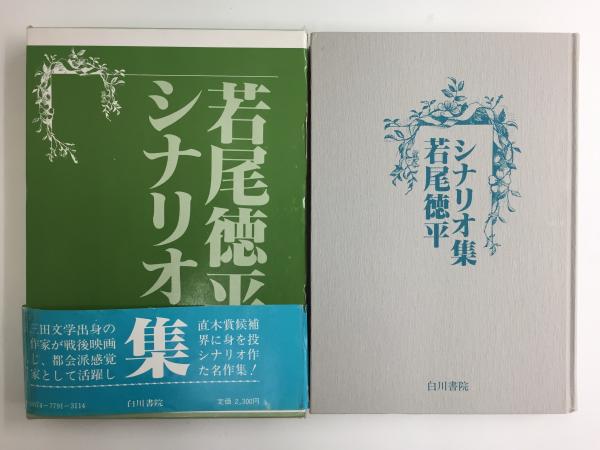 若尾徳平
シナリオ
集
直木賞候補
界に身を投
シナリオ作
た名作集!
三田文学出身の
作家が戦後映画
じ、都会派感覚
家として活躍し
0074-7791-3114
白川書院
定価 2,300円
シナリオ集
若尾徳平
白川書院